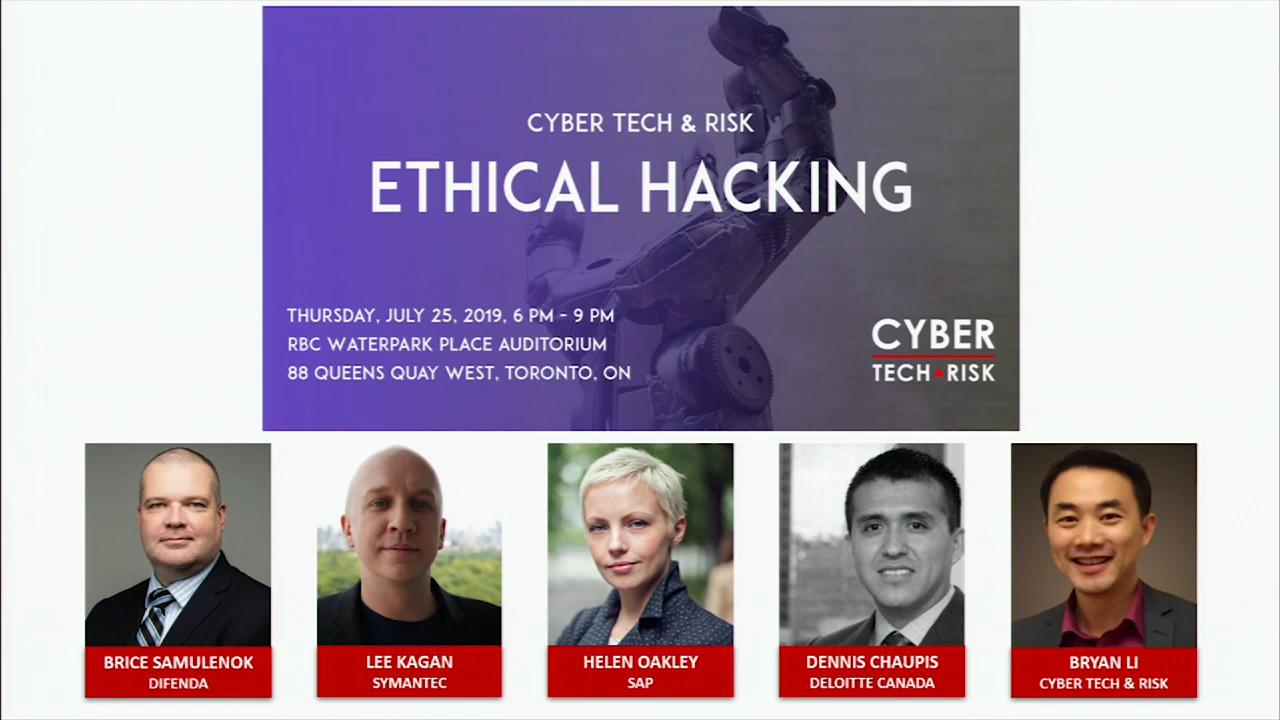 CYBER TECH & RISK
ETHICAL HACKING
THURSDAY, JULY 25, 2019, 6 PM - 9 PM
RBC WATERPARK PLACE AUDITORIUM
88 QUEENS QUAY WEST, TORONTO, ON
CYBER
TECH RISK
BRICE SAMULENOK
DIFENDA
LEE KAGAN
SYMANTEC
HELEN OAKLEY
SAP
DENNIS CHAUPIS
DELOITTE CANADA
BRYAN LI
CYBER TECH & RISK